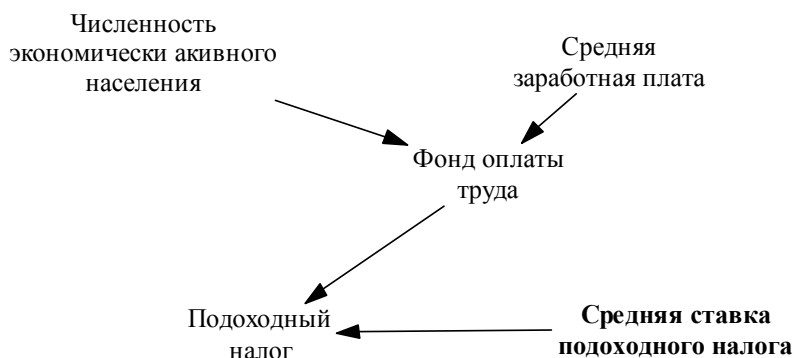 Численность
экономически акивного
населения
Средняя
заработная плата
Фонд оплаты
труда
Подоходный
налог
Средняя ставка
подоходного налога